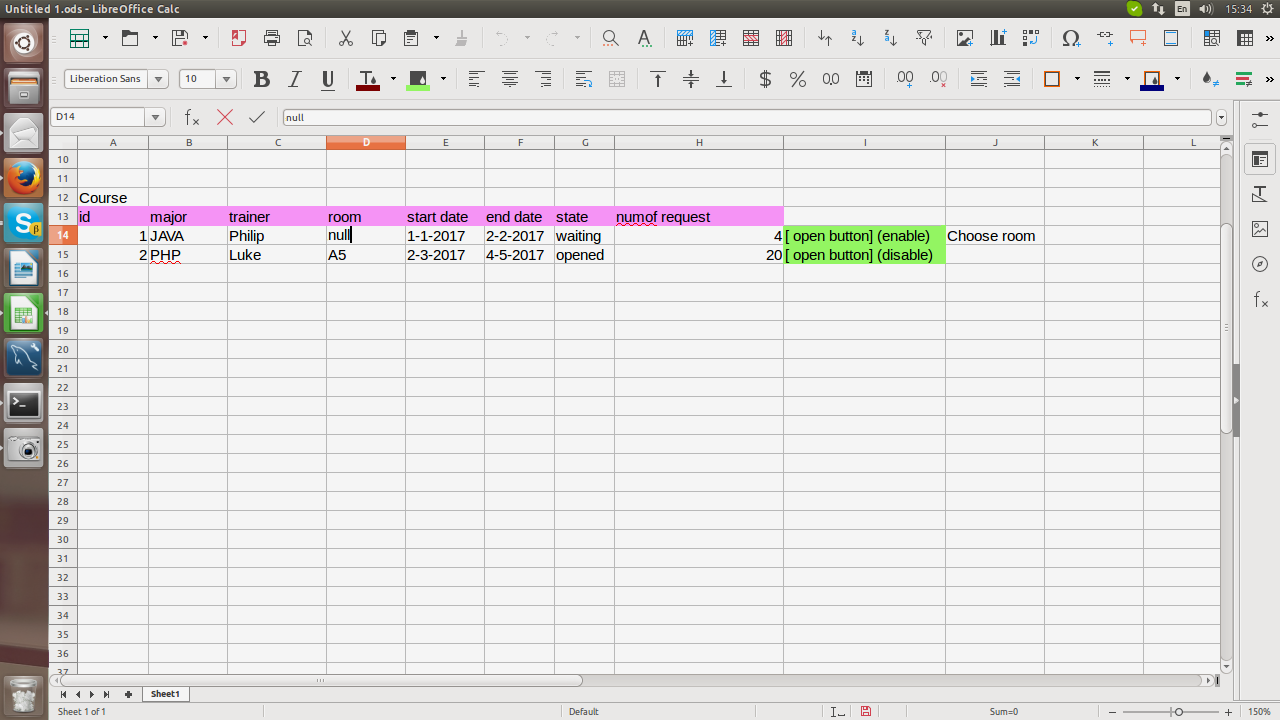 Untitled 1.ods - LibreOffice Calc En 15:34
Liberation Sans 10
D14 null
A B C D E F G H I J K L
10
11
12 Course
13 id major trainer room start date end date state numof request
14 1 JAVA Philip null 1-1-2017 2-2-2017 waiting 4 [ open button] (enable) Choose room
15 2 PHP Luke A5 2-3-2017 4-5-2017 opened 20 [ open button] (disable)
16
17
18
19
20
21
22
23
24
25
26
27
28
29
30
31
32
33
34
35
36
37
Sheet1
Sheet 1 of 1 Default Sum=0 150%